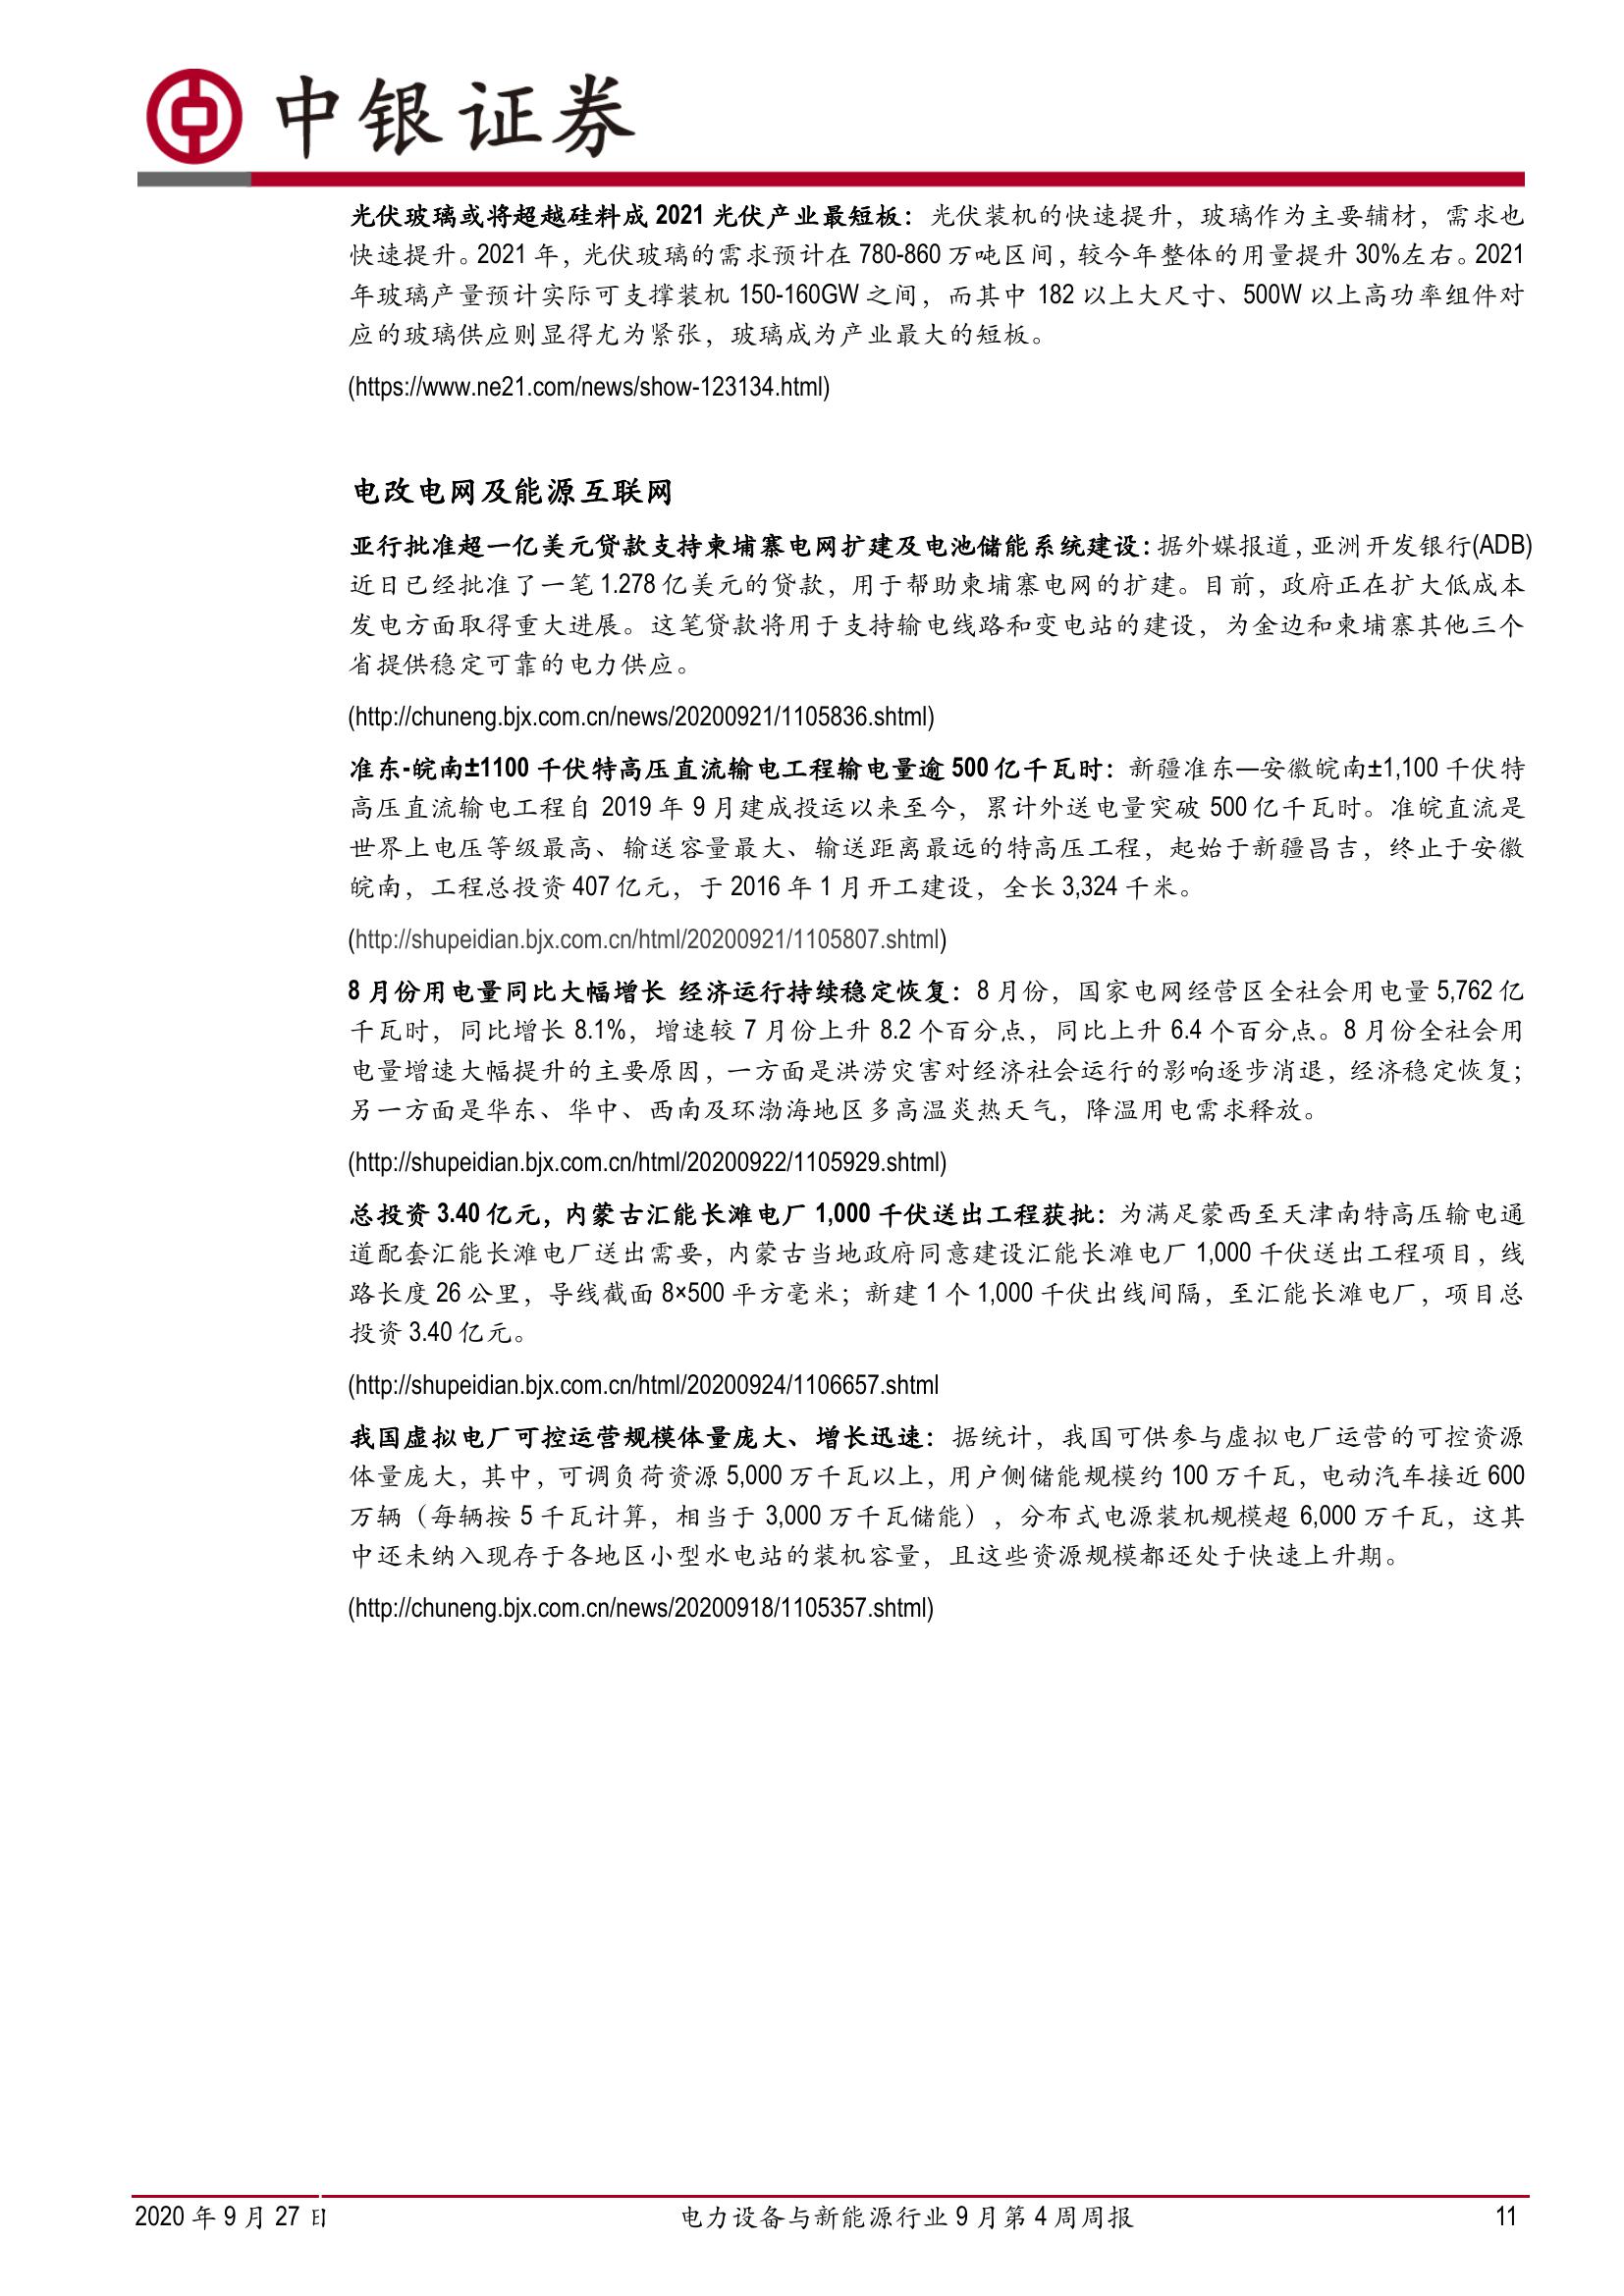 中银证券
光伏玻璃或将超越硅料成 2021 光伏产业最短板：光伏装机的快速提升，玻璃作为主要辅材，需求也
快速提升。2021 年，光伏玻璃的需求预计在 780-860 万吨区间，较今年整体的用量提升 30%左右。2021
年玻璃产量预计实际可支撑装机 150-160GW 之间，而其中 182 以上大尺寸、500W 以上高功率组件对
应的玻璃供应则显得尤为紧张，玻璃成为产业最大的短板。
(https://www.ne21.com/news/show-123134.html)
电改电网及能源互联网
亚行批准超一亿美元贷款支持柬埔寨电网扩建及电池储能系统建设：据外媒报道，亚洲开发银行(ADB)
近日已经批准了一笔 1.278 亿美元的贷款，用于帮助柬埔寨电网的扩建。目前，政府正在扩大低成本
发电方面取得重大进展。这笔贷款将用于支持输电线路和变电站的建设，为金边和柬埔寨其他三个
省提供稳定可靠的电力供应。
(http://chuneng.bjx.com.cn/news/20200921/1105836.shtml)
准东-皖南±1100 千伏特高压直流输电工程输电量逾 500 亿千瓦时：新疆准东—安徽皖南±1,100 千伏特
高压直流输电工程自 2019 年 9 月建成投运以来至今，累计外送电量突破 500 亿千瓦时。准皖直流是
世界上电压等级最高、输送容量最大、输送距离最远的特高压工程，起始于新疆昌吉，终止于安徽
皖南，工程总投资 407 亿元，于 2016 年 1 月开工建设，全长 3,324 千米。
(http://shupeidian.bjx.com.cn/html/20200921/1105807.shtml)
8 月份用电量同比大幅增长 经济运行持续稳定恢复：8 月份，国家电网经营区全社会用电量 5,762 亿
千瓦时，同比增长 8.1%，增速较 7 月份上升 8.2 个百分点，同比上升 6.4 个百分点。8 月份全社会用
电量增速大幅提升的主要原因，一方面是洪涝灾害对经济社会运行的影响逐步消退，经济稳定恢复；
另一方面是华东、华中、西南及环渤海地区多高温炎热天气，降温用电需求释放。
(http://shupeidian.bjx.com.cn/html/20200922/1105929.shtml)
总投资 3.40 亿元，内蒙古汇能长滩电厂 1,000 千伏送出工程获批：为满足蒙西至天津南特高压输电通
道配套汇能长滩电厂送出需要，内蒙古当地政府同意建设汇能长滩电厂 1,000 千伏送出工程项目，线
路长度 26 公里，导线截面 8×500 平方毫米；新建 1 个 1,000 千伏出线间隔，至汇能长滩电厂，项目总
投资 3.40 亿元。
(http://shupeidian.bjx.com.cn/html/20200924/1106657.shtml
我国虚拟电厂可控运营规模体量庞大、增长迅速：据统计，我国可供参与虚拟电厂运营的可控资源
体量庞大，其中，可调负荷资源 5,000 万千瓦以上，用户侧储能规模约 100 万千瓦，电动汽车接近 600
万辆（每辆按 5 千瓦计算，相当于 3,000 万千瓦储能），分布式电源装机规模超 6,000 万千瓦，这其
中还未纳入现存于各地区小型水电站的装机容量，且这些资源规模都还处于快速上升期。
(http://chuneng.bjx.com.cn/news/20200918/1105357.shtml)
2020 年 9 月 27 日 电力设备与新能源行业 9 月第 4 周周报 11